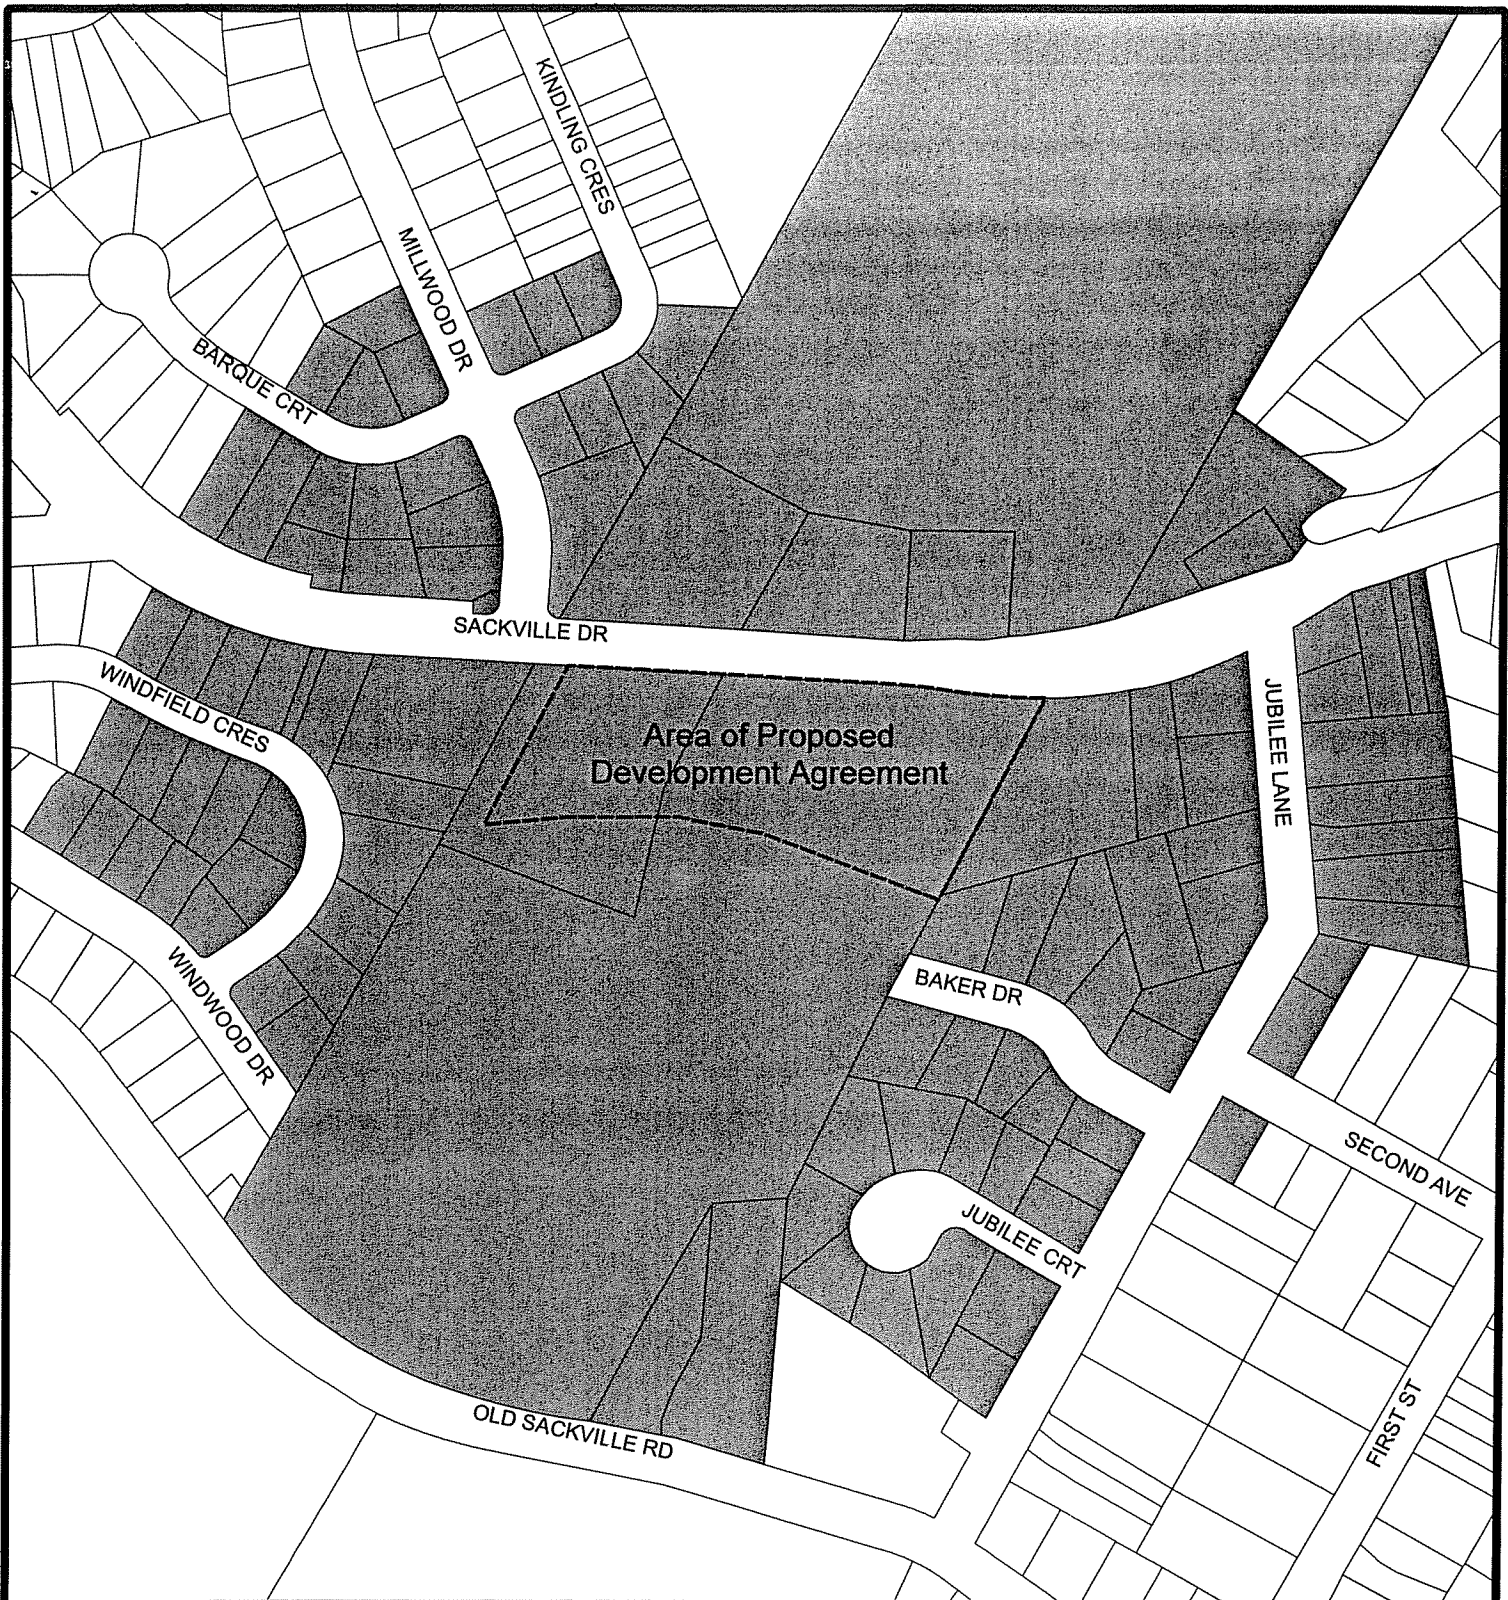 KINDLING CRES
MILLWOOD DR
BARQUE CRT
SACKVILLE DR
WINDFIELD CRES
JUBILEE LANE
Area of Proposed
Development Agreement
WINDWOOD DR
BAKER DR
SECOND AVE
JUBILEE CRT
FIRST ST
OLD SACKVILLE RD